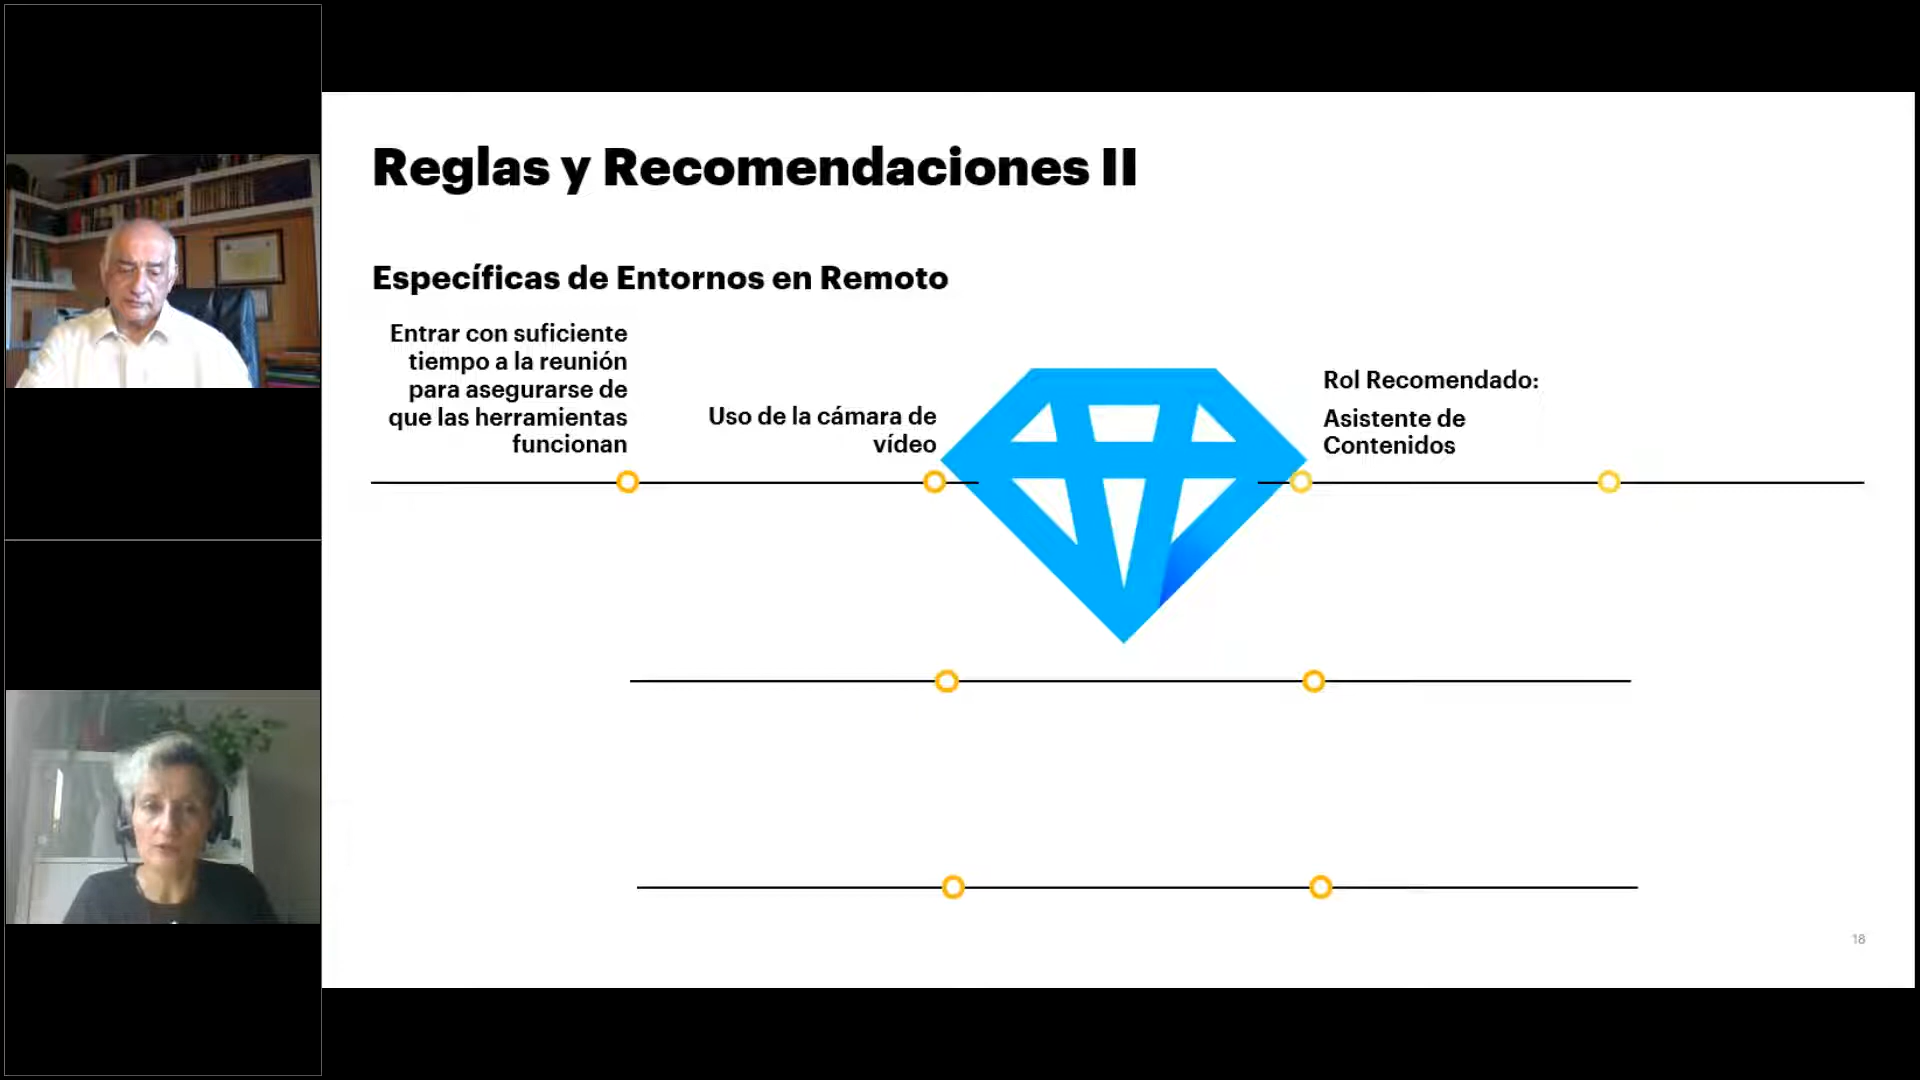 Reglas y Recomendaciones II
Específicas de Entornos en Remoto
Entrar con suficiente
tiempo a la reunión
para asegurarse de
que las herramientas
funcionan
Uso de la cámara de
vídeo
Rol Recomendado:
Asistente de
Contenidos
18